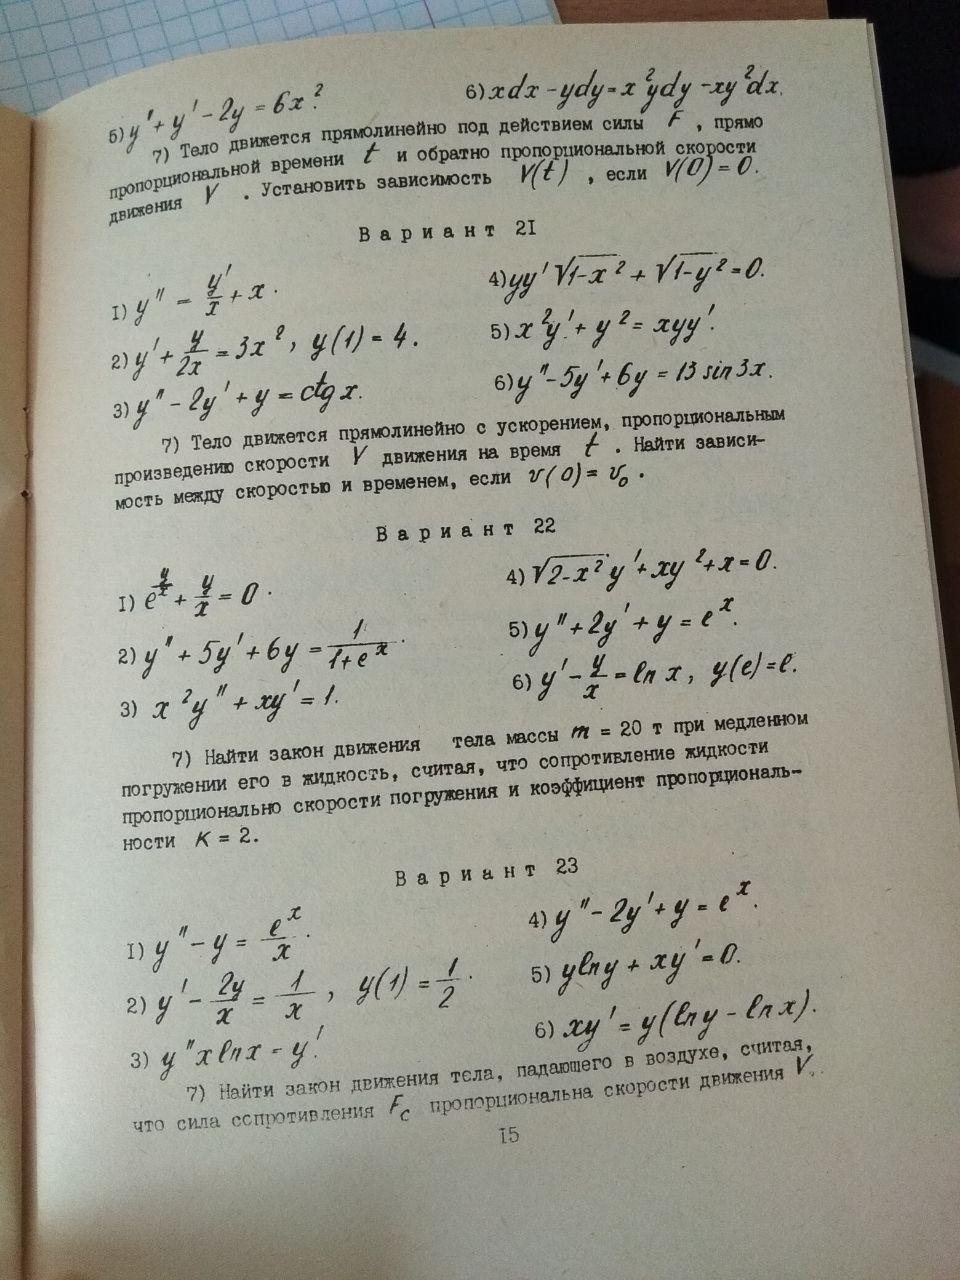 5) y" + y' - 2y = 6x².
6) xdx - ydy = x²ydy - xy²dx.
7) Тело движется прямолинейно под действием силы F, прямо
пропорциональной времени t и обратно пропорциональной скорости
движения V. Установить зависимость V(t), если V(0) = 0.
Вариант 21
1) y" = y'/x + x.
4) yy'√1-x² + √1-y² = 0.
2) y' + y/2x = 3x², y(1) = 4.
5) x²y' + y² = xyy'.
3) y" - 2y' + y = ctg x.
6) y" - 5y' + 6y = 13 sin 3x.
7) Тело движется прямолинейно с ускорением, пропорциональным
произведению скорости V движения на время t. Найти зависи-
мость между скоростью и временем, если v(0) = v₀.
Вариант 22
1) e^(y/x) + y/x = 0.
4) √2-x² y' + xy² + x = 0.
2) y" + 5y' + 6y = 1/(1+e^x).
5) y" + 2y' + y = e^x.
3) x²y" + xy' = 1.
6) y' - y/x = ln x, y(e) = e.
7) Найти закон движения тела массы m = 20 т при медленном
погружении его в жидкость, считая, что сопротивление жидкости
пропорционально скорости погружения и коэффициент пропорциональ-
ности K = 2.
Вариант 23
1) y" - y = e^x/x.
4) y" - 2y' + y = e^x.
2) y' - 2y/x = 1/x, y(1) = 1/2.
5) y ln y + xy' = 0.
3) y" x ln x = y'.
6) xy' = y(ln y - ln x).
7) Найти закон движения тела, падающего в воздухе, считая,
что сила сопротивления Fc пропорциональна скорости движения V.
15